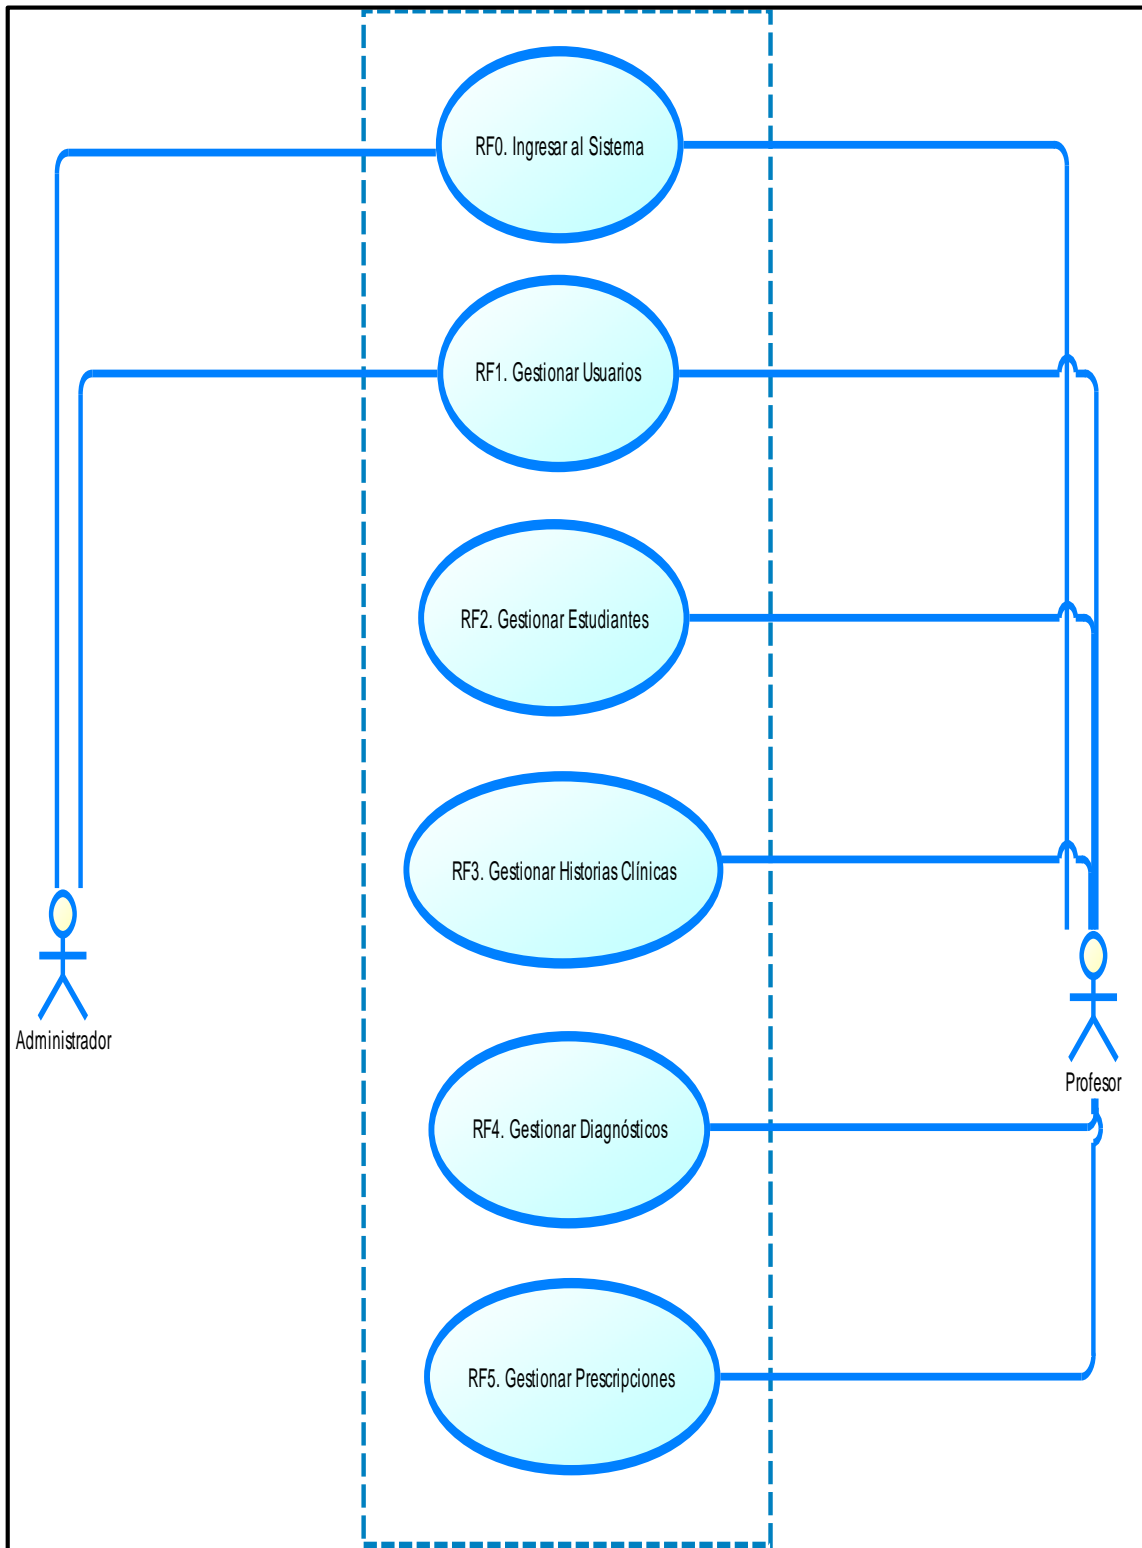 RF0. Ingresar al Sistema
RF1. Gestionar Usuarios
RF2. Gestionar Estudiantes
RF3. Gestionar Historias Clínicas
Administrador
Profesor
RF4. Gestionar Diagnósticos
RF5. Gestionar Prescripciones